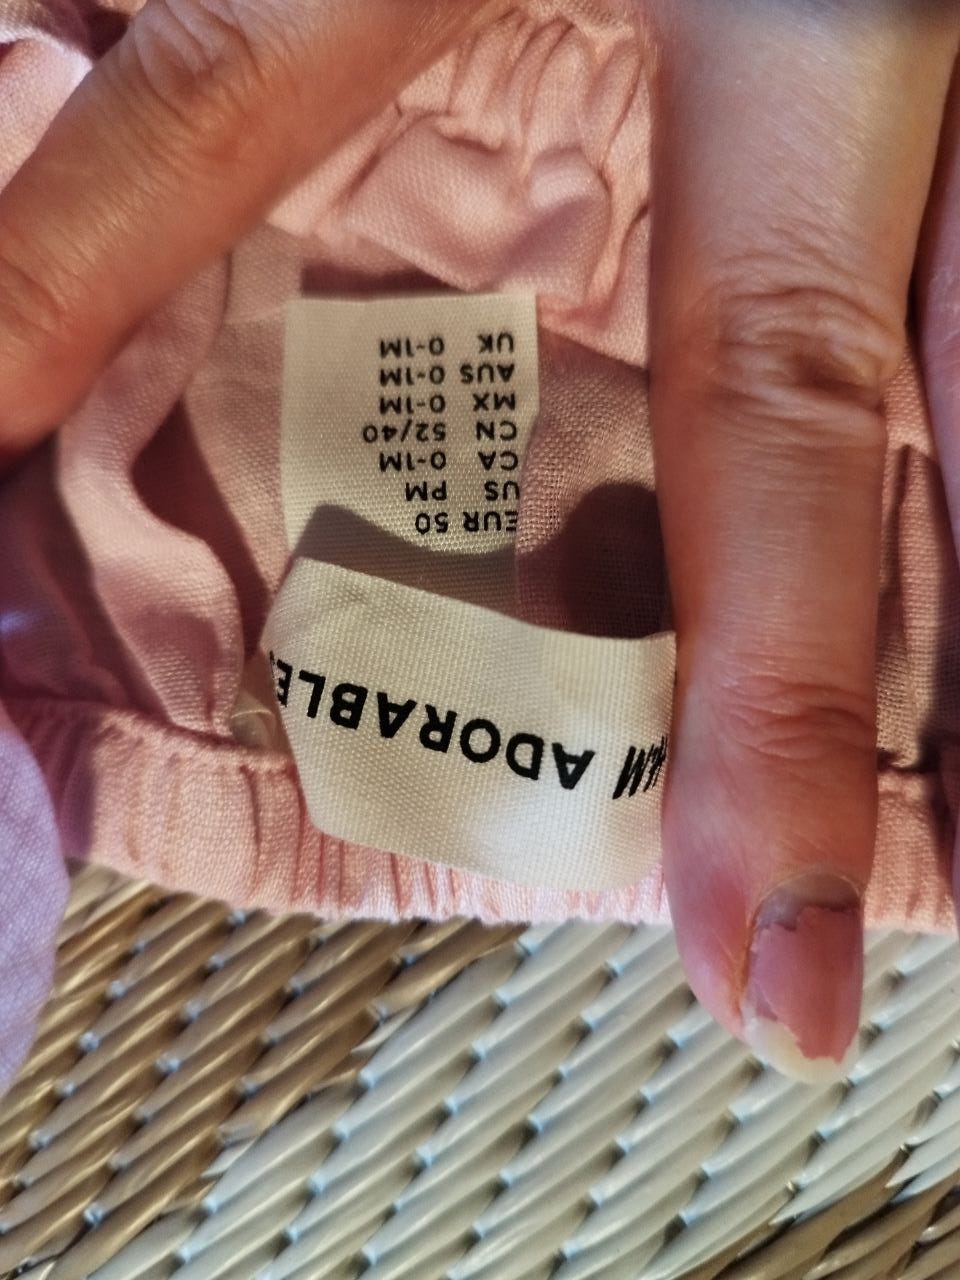 H&M ADORABLES
EUR 50
US PM
CA 0-1M
CN 52/40
MX 0-1M
AUS 0-1M
UK 0-1M